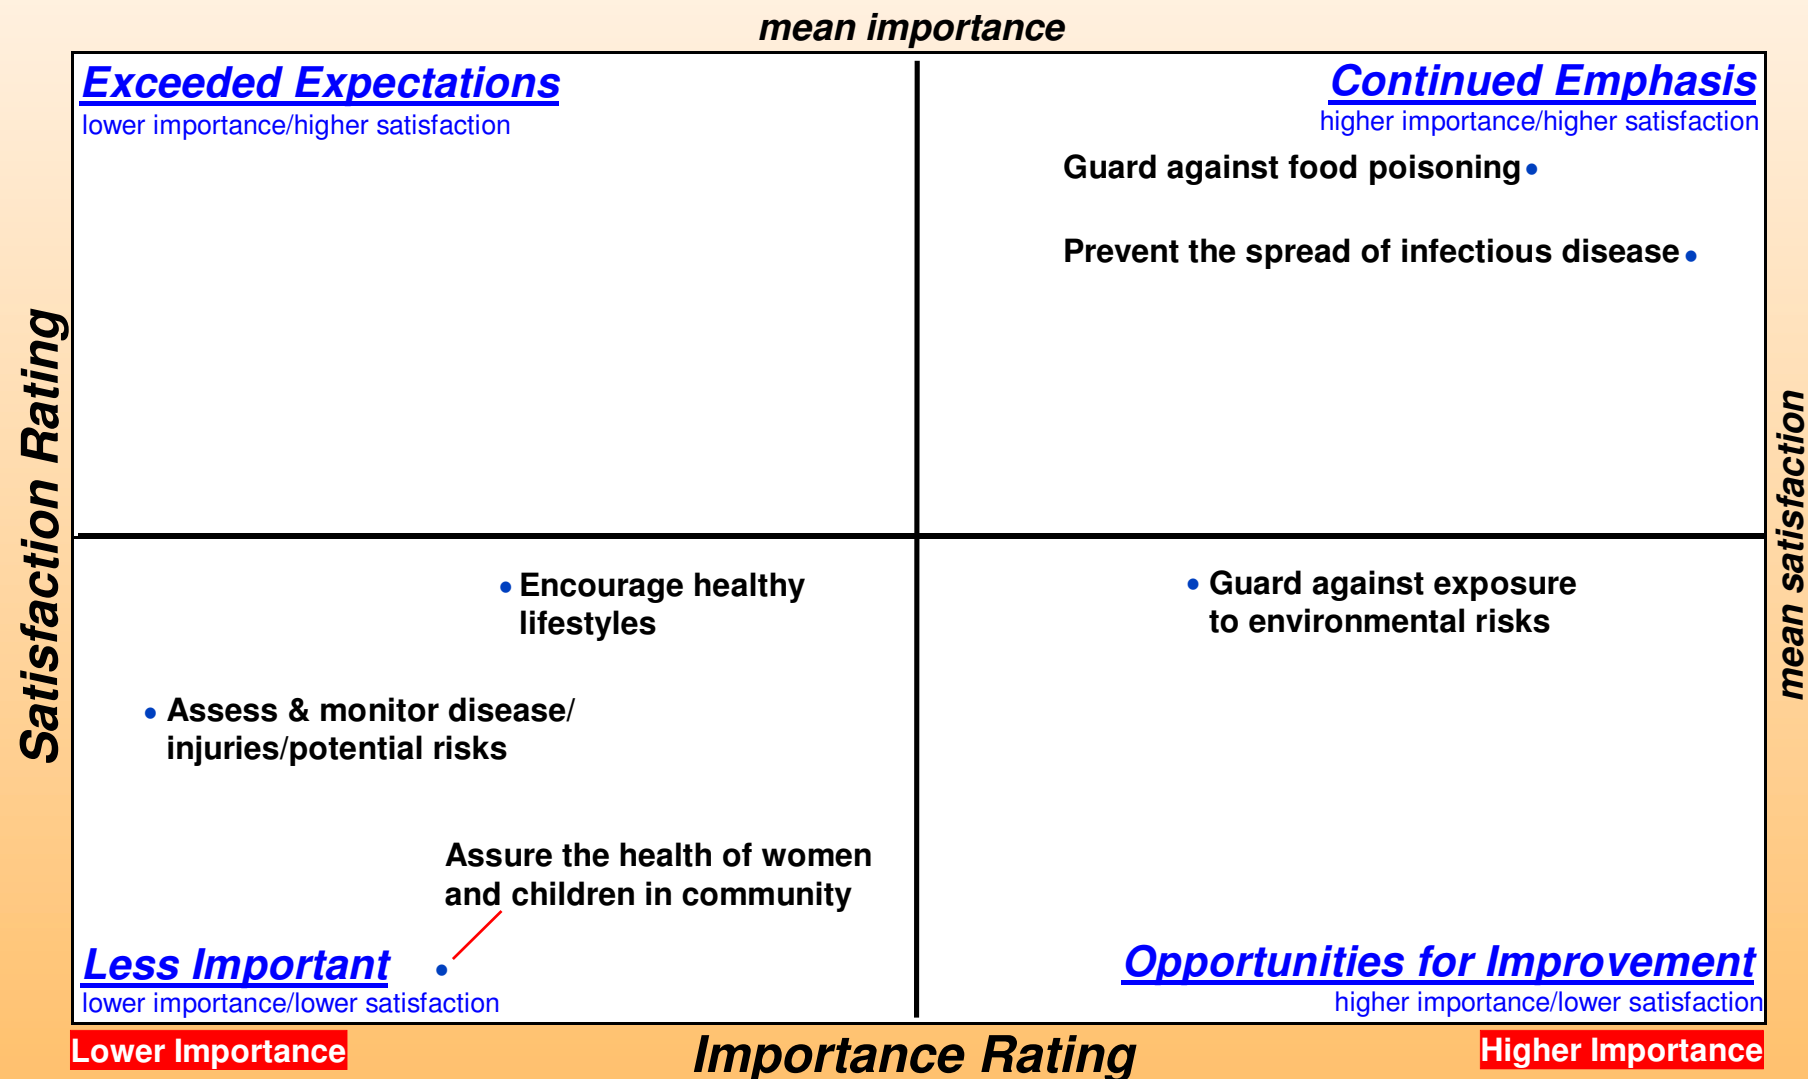 mean importance
Exceeded Expectations
lower importance/higher satisfaction
Continued Emphasis
higher importance/higher satisfaction
Guard against food poisoning
Prevent the spread of infectious disease
Satisfaction Rating
mean satisfaction
Encourage healthy
lifestyles
Guard against exposure
to environmental risks
Assess & monitor disease/
injuries/potential risks
Assure the health of women
and children in community
Less Important
lower importance/lower satisfaction
Opportunities for Improvement
higher importance/lower satisfaction
Lower Importance
Importance Rating
Higher Importance